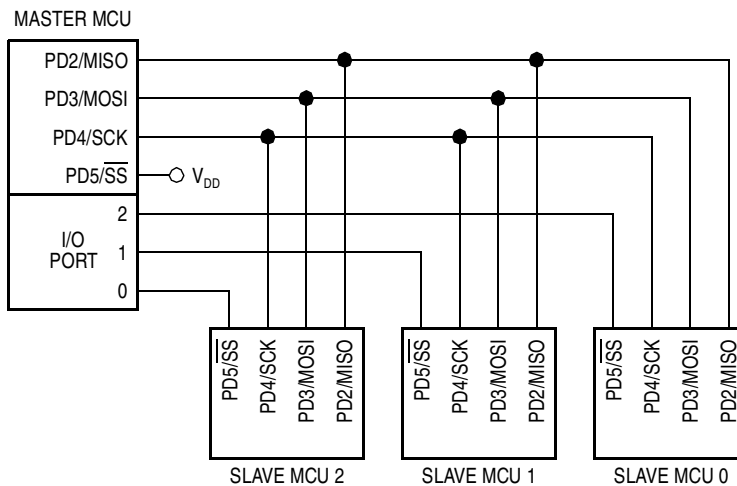 MASTER MCU
PD2/MISO
PD3/MOSI
PD4/SCK
PD5/SS
VDD
2
I/O
PORT
1
0
PD5/SS
PD4/SCK
PD3/MOSI
PD2/MISO
PD5/SS
PD4/SCK
PD3/MOSI
PD2/MISO
PD5/SS
PD4/SCK
PD3/MOSI
PD2/MISO
SLAVE MCU 2
SLAVE MCU 1
SLAVE MCU 0